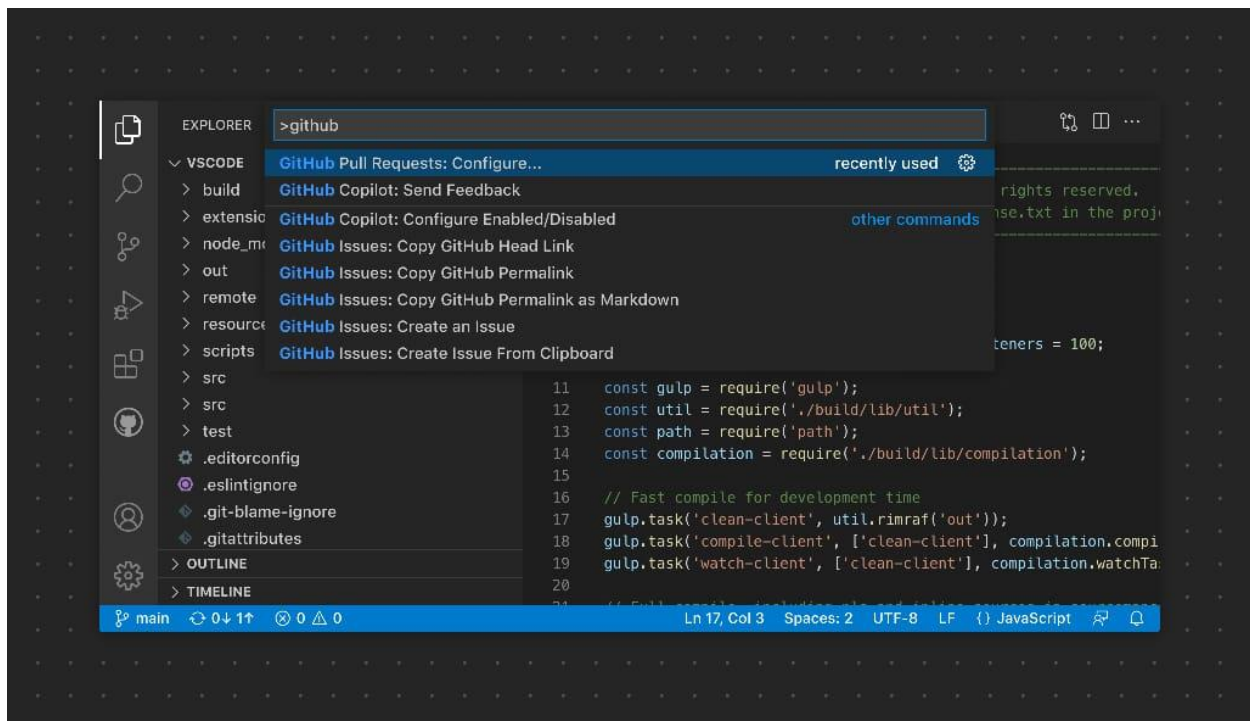 EXPLORER
>github
VSCODE
GitHub Pull Requests: Configure... recently used
build
GitHub Copilot: Send Feedback
rights reserved.
extensio
GitHub Copilot: Configure Enabled/Disabled other commands
nse.txt in the proj
node_mo
GitHub Issues: Copy GitHub Head Link
out
GitHub Issues: Copy GitHub Permalink
remote
GitHub Issues: Copy GitHub Permalink as Markdown
resource
GitHub Issues: Create an Issue
scripts
GitHub Issues: Create Issue From Clipboard
teners = 100;
src
src
test
.editorconfig
.eslintignore
.git-blame-ignore
.gitattributes
OUTLINE
TIMELINE
11 const gulp = require('gulp');
12 const util = require('./build/lib/util');
13 const path = require('path');
14 const compilation = require('./build/lib/compilation');
15
16 // Fast compile for development time
17 gulp.task('clean-client', util.rimraf('out'));
18 gulp.task('compile-client', ['clean-client'], compilation.compi
19 gulp.task('watch-client', ['clean-client'], compilation.watchTa
20
main 0↓ 1↑ 0 0 Ln 17, Col 3 Spaces: 2 UTF-8 LF {} JavaScript